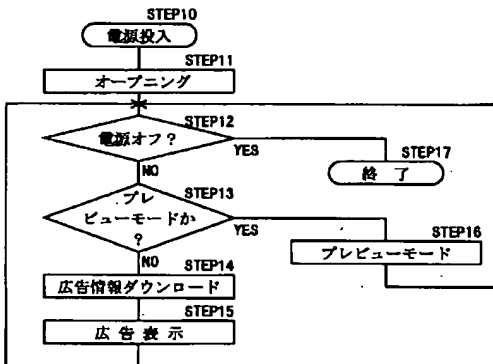 STEP10
電源投入
STEP11
オープニング
STEP12
電源オフ?
YES
STEP17
終 了
NO
STEP13
プレ
ビューモードか
?
YES
STEP16
プレビューモード
NO
STEP14
広告情報ダウンロード
STEP15
広 告 表 示